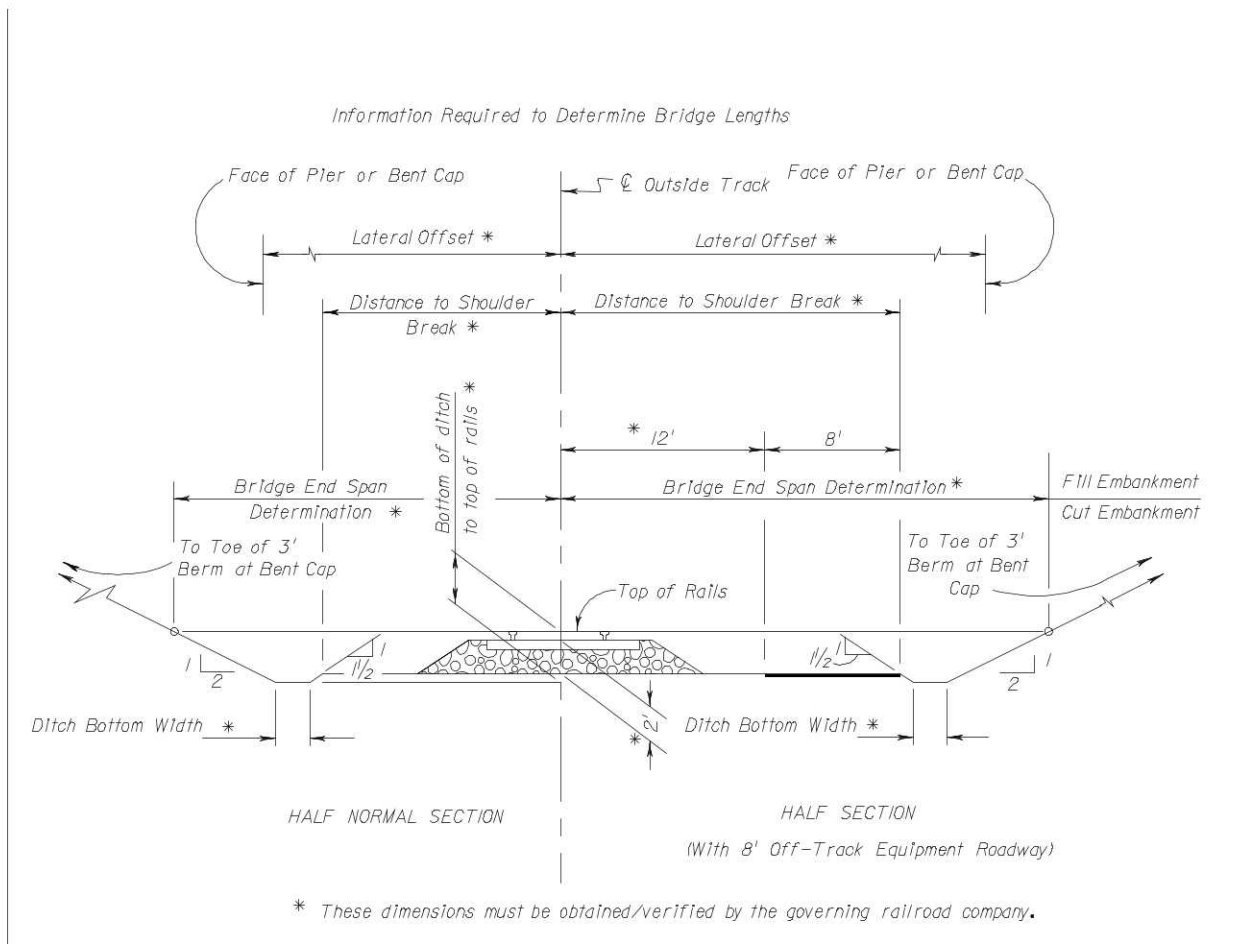 Information Required to Determine Bridge Lengths
Face of Pier or Bent Cap
℄ Outside Track
Face of Pier or Bent Cap
Lateral Offset *
Lateral Offset *
Distance to Shoulder
Break *
Distance to Shoulder Break *
Bottom of ditch
to top of rails *
* 12'
8'
Bridge End Span
Determination *
Bridge End Span Determination *
Fill Embankment
Cut Embankment
To Toe of 3'
Berm at Bent Cap
To Toe of 3'
Berm at Bent
Cap
Top of Rails
1
2
1
1 1/2
1
1 1/2
1
2
* 2'
Ditch Bottom Width *
Ditch Bottom Width *
HALF NORMAL SECTION
HALF SECTION
(With 8' Off-Track Equipment Roadway)
* These dimensions must be obtained/verified by the governing railroad company.